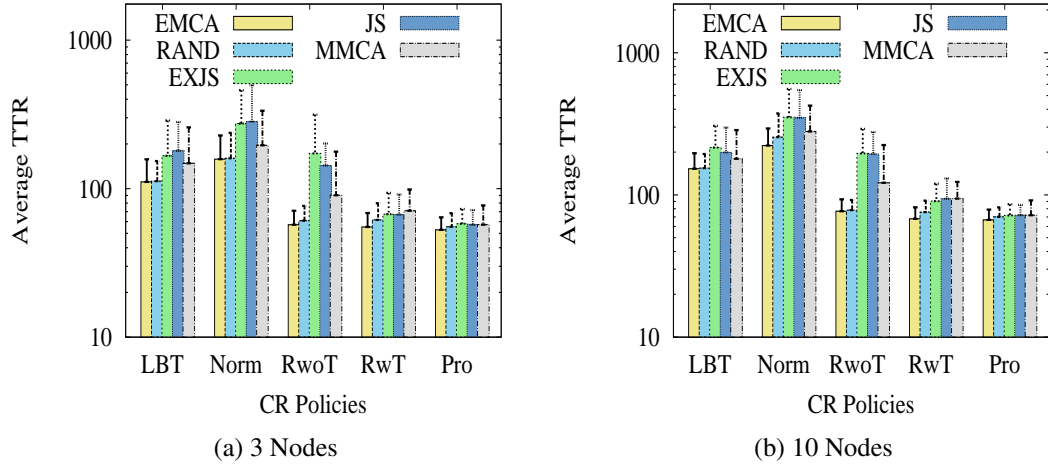 EMCA
RAND
EXJS
JS
MMCA
Average TTR
1000
100
10
LBT Norm RwoT RwT Pro
CR Policies
(a) 3 Nodes
EMCA
RAND
EXJS
JS
MMCA
Average TTR
1000
100
10
LBT Norm RwoT RwT Pro
CR Policies
(b) 10 Nodes